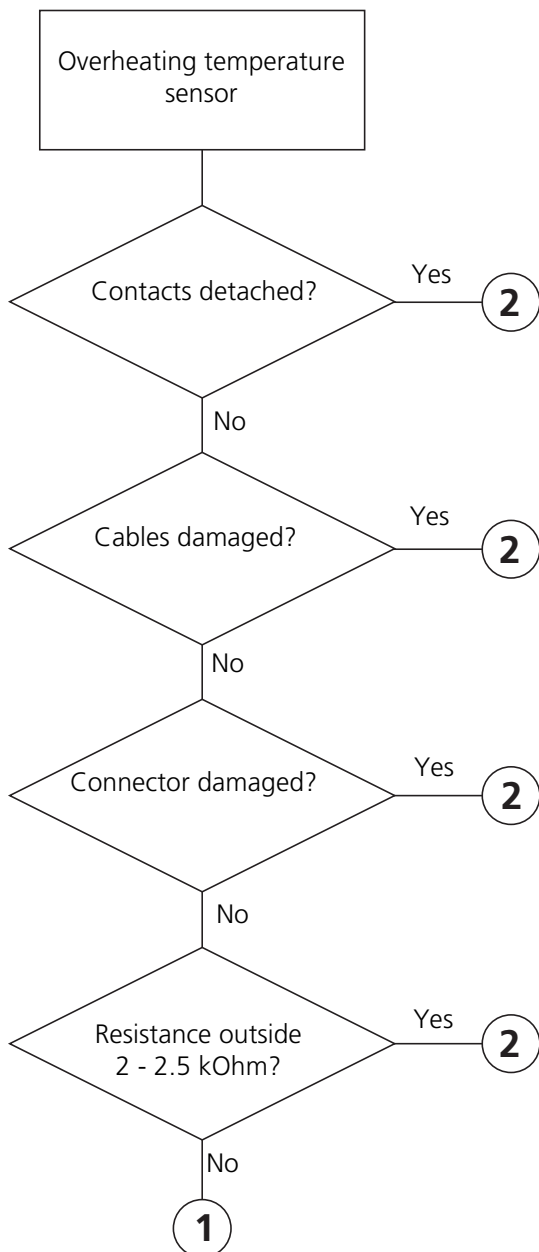 Overheating temperature
sensor
Contacts detached?
Yes
2
No
Cables damaged?
Yes
2
No
Connector damaged?
Yes
2
No
Resistance outside
2 - 2.5 kOhm?
Yes
2
No
1